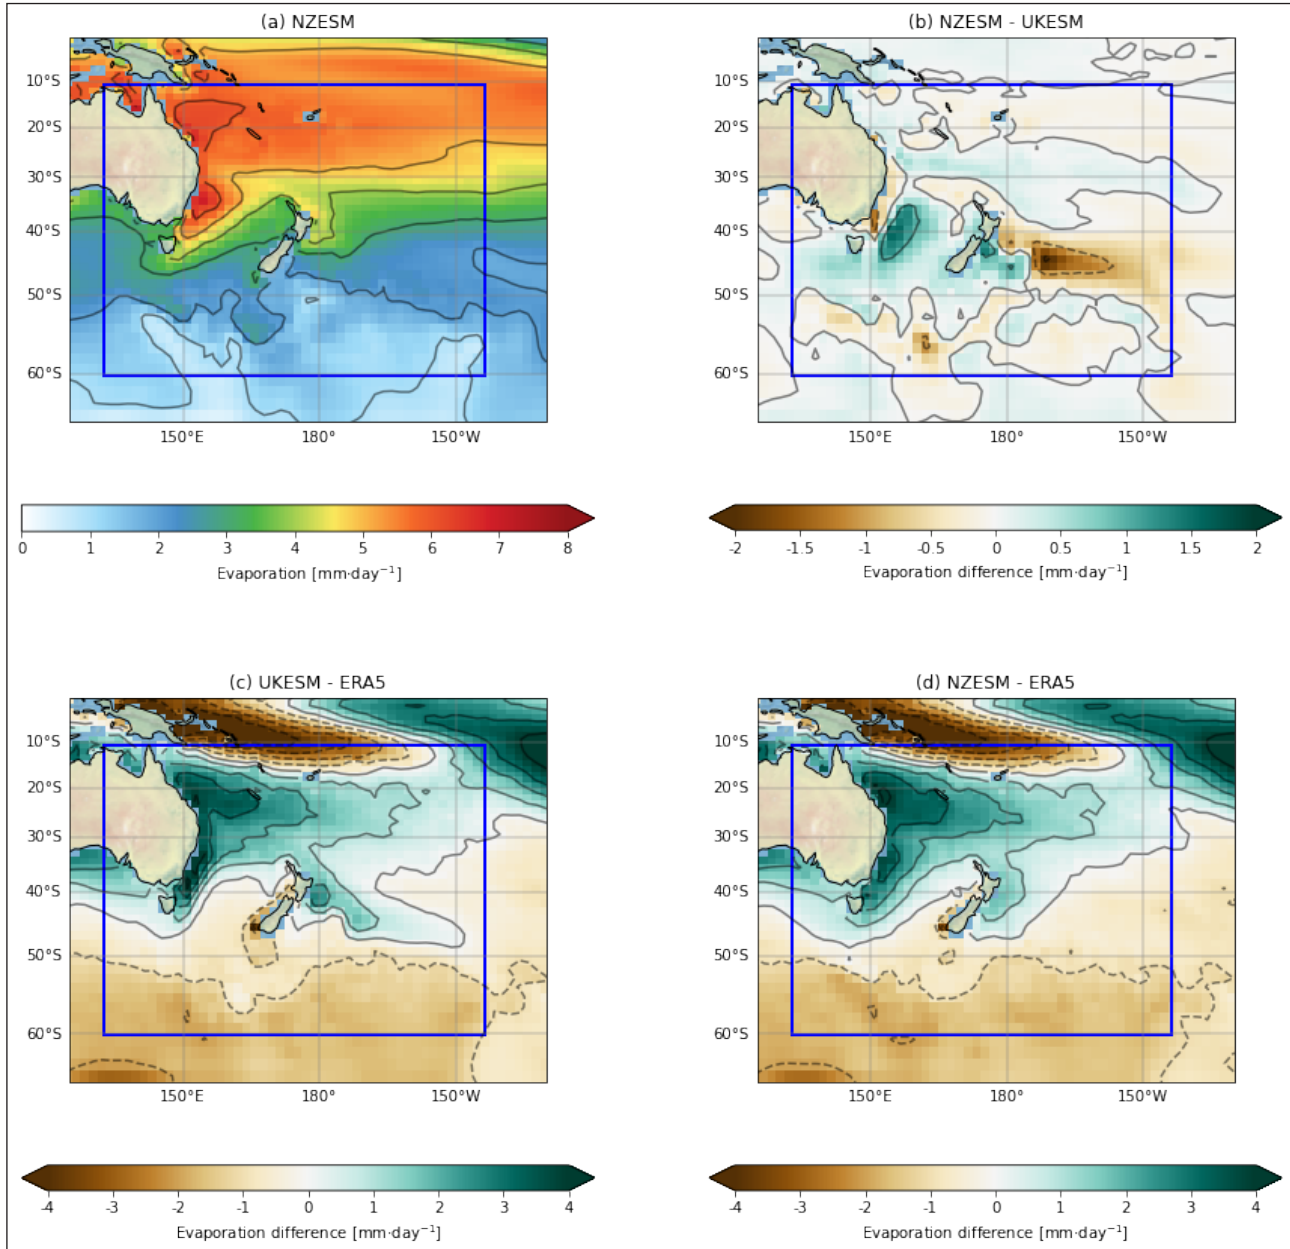 (a) NZESM
(b) NZESM - UKESM
10°S
20°S
30°S
40°S
50°S
60°S
150°E
180°
150°W
10°S
20°S
30°S
40°S
50°S
60°S
150°E
180°
150°W
0 1 2 3 4 5 6 7 8
Evaporation [mm·day⁻¹]
-2 -1.5 -1 -0.5 0 0.5 1 1.5 2
Evaporation difference [mm·day⁻¹]
(c) UKESM - ERA5
(d) NZESM - ERA5
10°S
20°S
30°S
40°S
50°S
60°S
150°E
180°
150°W
10°S
20°S
30°S
40°S
50°S
60°S
150°E
180°
150°W
-4 -3 -2 -1 0 1 2 3 4
Evaporation difference [mm·day⁻¹]
-4 -3 -2 -1 0 1 2 3 4
Evaporation difference [mm·day⁻¹]